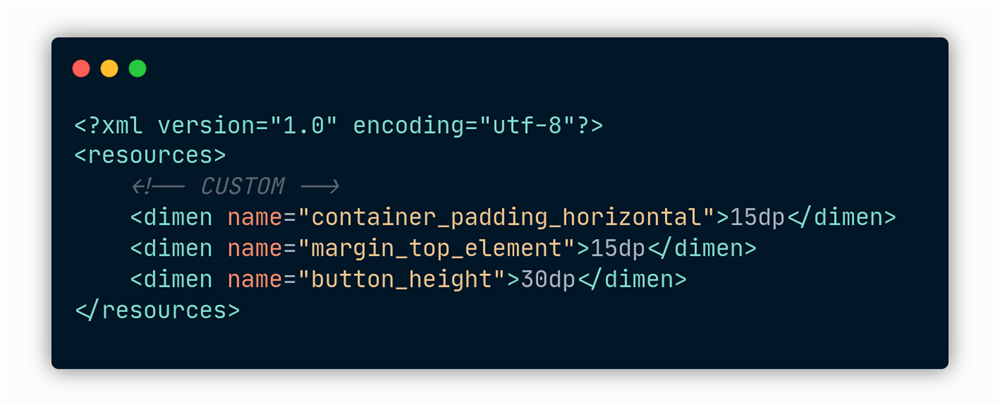 <?xml version="1.0" encoding="utf-8"?>
<resources>
    <!-- CUSTOM -->
    <dimen name="container_padding_horizontal">15dp</dimen>
    <dimen name="margin_top_element">15dp</dimen>
    <dimen name="button_height">30dp</dimen>
</resources>